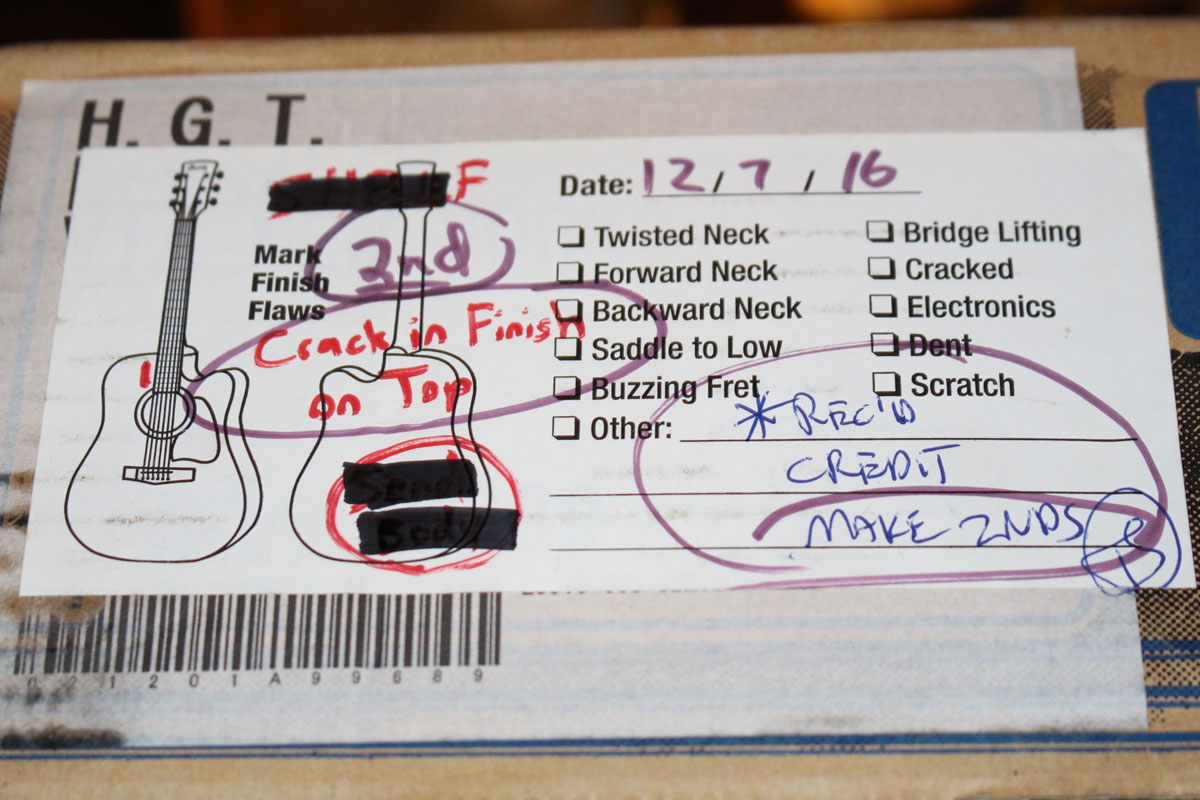 H. G. T.
Date: 12 / 7 / 16
Mark
Finish
Flaws
2nd
Crack in Finish
on Top
Twisted Neck
Forward Neck
Backward Neck
Saddle to Low
Buzzing Fret
Other:
Bridge Lifting
Cracked
Electronics
Dent
Scratch
* REC'D
CREDIT
MAKE 2NDS
021201A99689